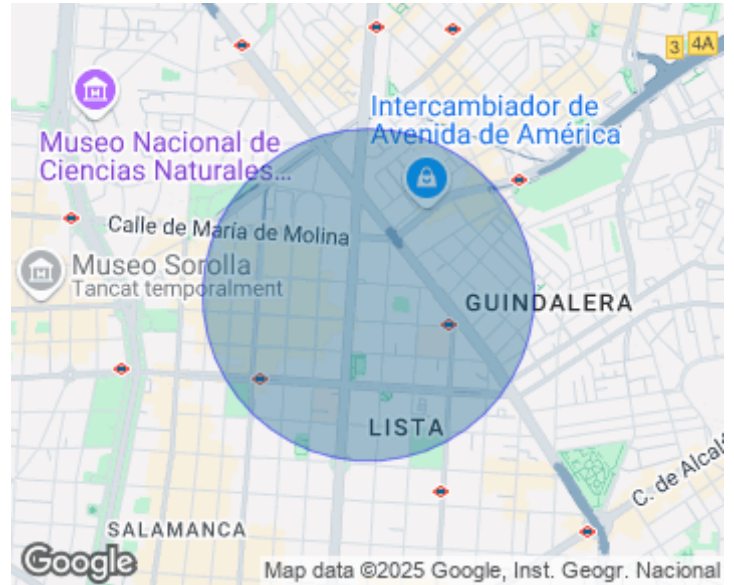 3 4A
Intercambiador de
Avenida de América
Museo Nacional de
Ciencias Naturales...
Calle de María de Molina
Museo Sorolla
Tancat temporalment
GUINDALERA
LISTA
C. de Alcalá
SALAMANCA
Google
Map data ©2025 Google, Inst. Geogr. Nacional